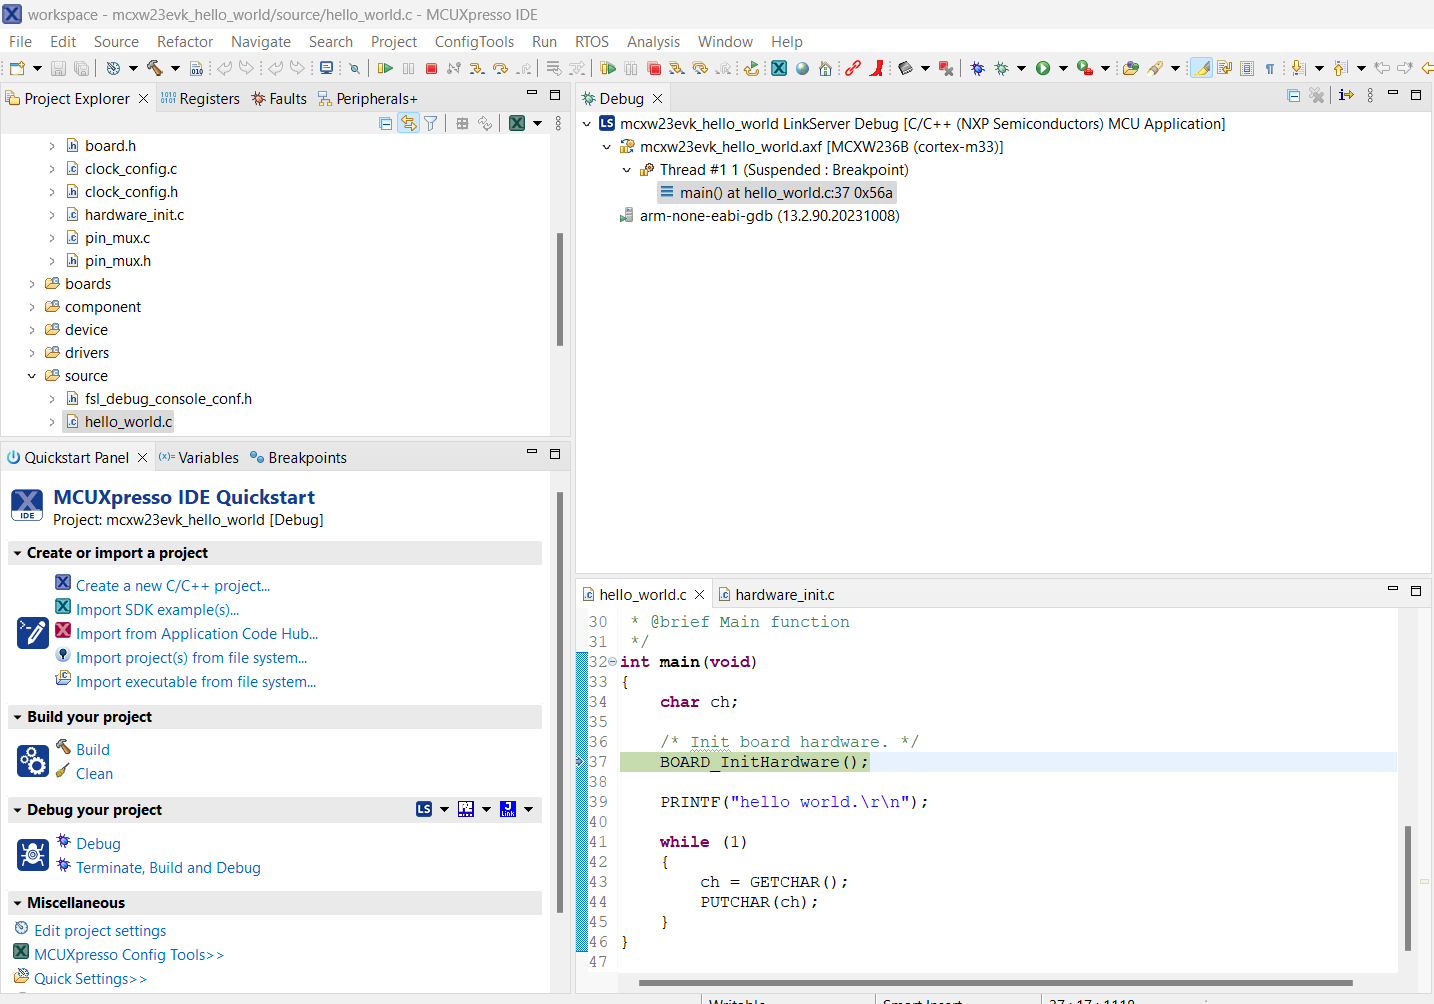 workspace - mcxw23evk_hello_world/source/hello_world.c - MCUXpresso IDE
File Edit Source Refactor Navigate Search Project ConfigTools Run RTOS Analysis Window Help
Project Explorer Registers Faults Peripherals+
board.h
clock_config.c
clock_config.h
hardware_init.c
pin_mux.c
pin_mux.h
boards
component
device
drivers
source
fsl_debug_console_conf.h
hello_world.c
Quickstart Panel (x)= Variables Breakpoints
IDE
MCUXpresso IDE Quickstart
Project: mcxw23evk_hello_world [Debug]
Create or import a project
Create a new C/C++ project...
Import SDK example(s)...
Import from Application Code Hub...
Import project(s) from file system...
Import executable from file system...
Build your project
Build
Clean
Debug your project LS
Debug
Terminate, Build and Debug
Miscellaneous
Edit project settings
MCUXpresso Config Tools>>
Quick Settings>>
Debug
LS mcxw23evk_hello_world LinkServer Debug [C/C++ (NXP Semiconductors) MCU Application]
mcxw23evk_hello_world.axf [MCXW236B (cortex-m33)]
Thread #1 1 (Suspended : Breakpoint)
main() at hello_world.c:37 0x56a
arm-none-eabi-gdb (13.2.90.20231008)
hello_world.c hardware_init.c
30 * @brief Main function
31 */
32 int main(void)
33 {
34 char ch;
35
36 /* Init board hardware. */
37 BOARD_InitHardware();
38
39 PRINTF("hello world.\r\n");
40
41 while (1)
42 {
43 ch = GETCHAR();
44 PUTCHAR(ch);
45 }
46 }
47
Writable Smart Insert 37 : 17 : 1110